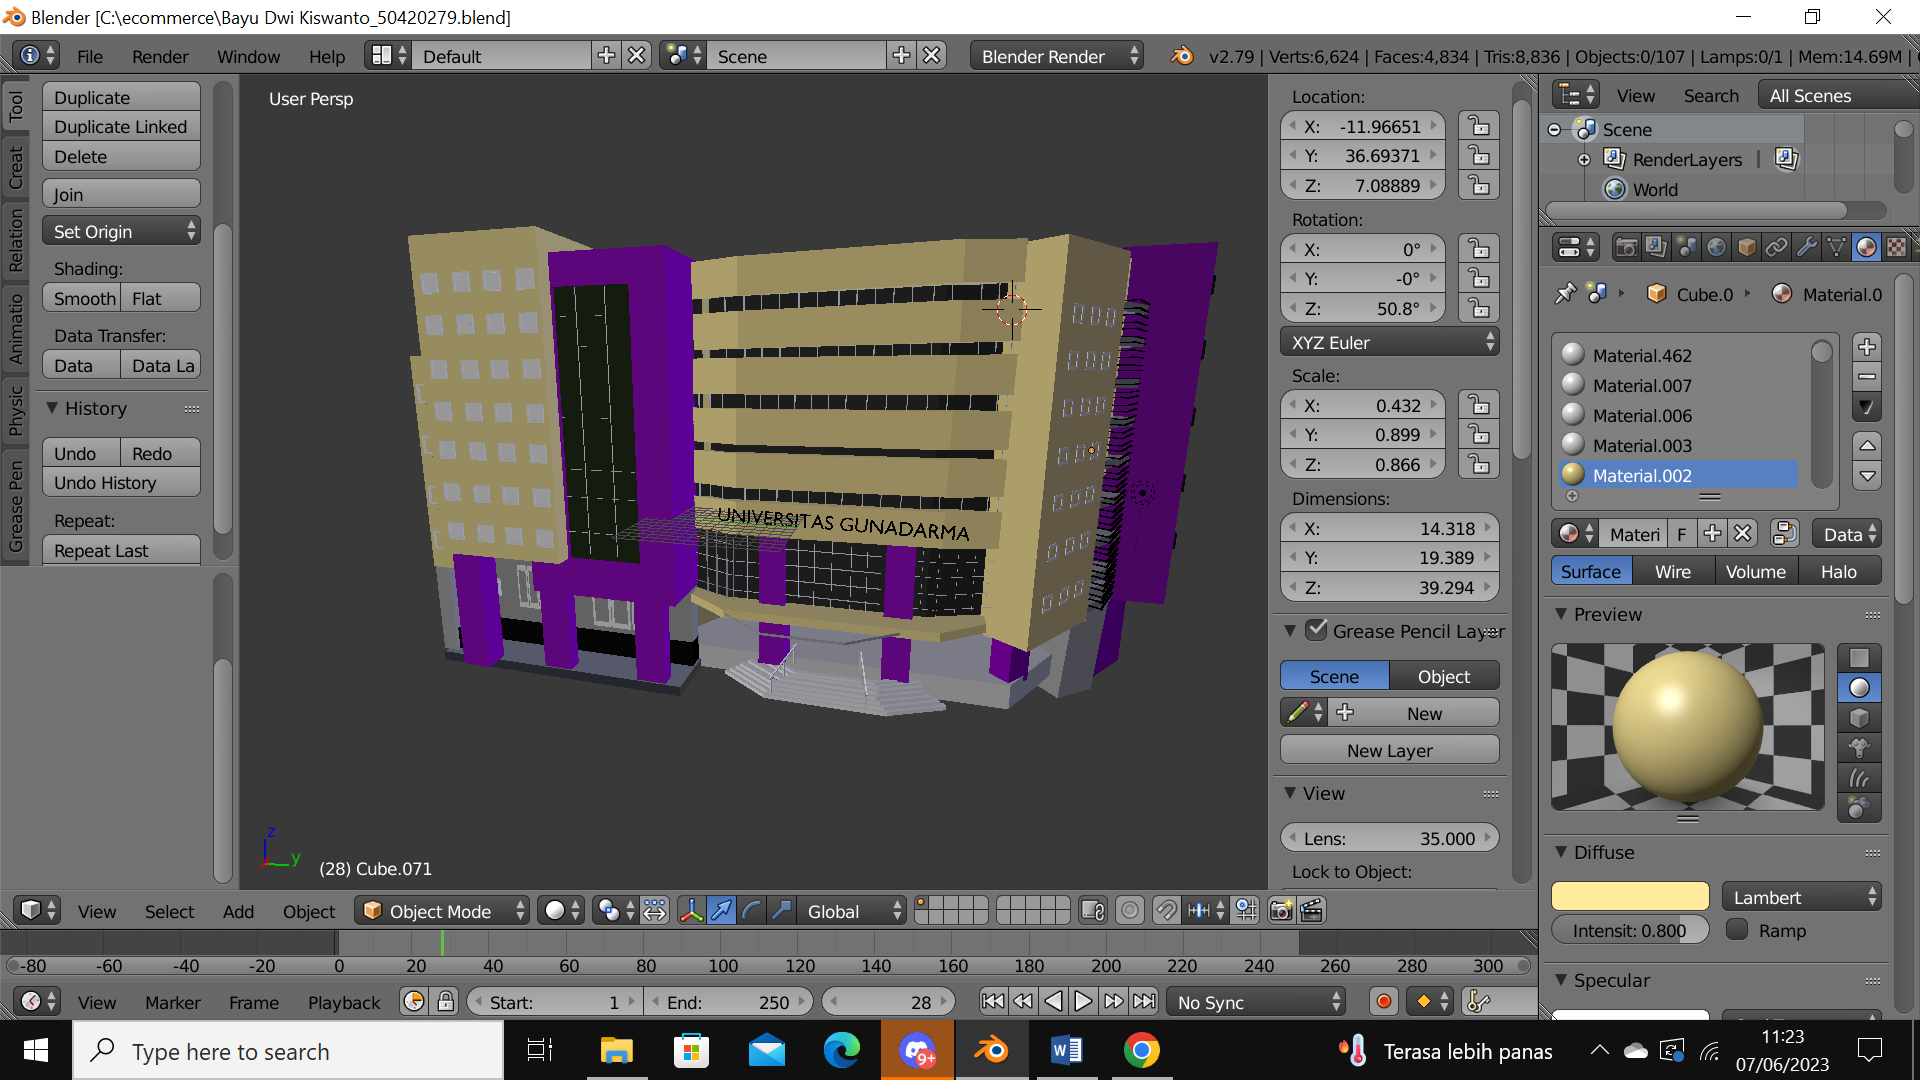 Blender [C:\ecommerce\Bayu Dwi Kiswanto_50420279.blend]
File Render Window Help Default Scene Blender Render v2.79 | Verts:6,624 | Faces:4,834 | Tris:8,836 | Objects:0/107 | Lamps:0/1 | Mem:14.69M |
Tool
Creat
Relation
Animatio
Physic
Grease Pen
Duplicate
Duplicate Linked
Delete
Join
Set Origin
Shading:
Smooth Flat
Data Transfer:
Data Data La
History
Undo Redo
Undo History
Repeat:
Repeat Last
User Persp
UNIVERSITAS GUNADARMA
z
y
(28) Cube.071
Location:
X: -11.96651
Y: 36.69371
Z: 7.08889
Rotation:
X: 0°
Y: -0°
Z: 50.8°
XYZ Euler
Scale:
X: 0.432
Y: 0.899
Z: 0.866
Dimensions:
X: 14.318
Y: 19.389
Z: 39.294
Grease Pencil Layer
Scene Object
New
New Layer
View
Lens: 35.000
Lock to Object:
View Search All Scenes
Scene
RenderLayers |
World
Cube.0 Material.0
Material.462
Material.007
Material.006
Material.003
Material.002
Materi F Data
Surface Wire Volume Halo
Preview
Diffuse
Lambert
Intensit: 0.800 Ramp
Specular
View Select Add Object Object Mode Global
-80 -60 -40 -20 0 20 40 60 80 100 120 140 160 180 200 220 240 260 280 300
View Marker Frame Playback Start: 1 End: 250 28 No Sync
Type here to search
9+
Terasa lebih panas
11:23
07/06/2023